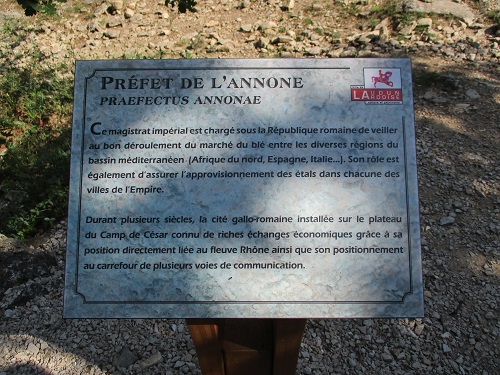 PRÉFET DE L'ANNONE
PRAEFECTUS ANNONAE
LAUDUN
ARDOISE
Ce magistrat impérial est chargé sous la République romaine de veiller
au bon déroulement du marché du blé entre les diverses régions du
bassin méditerranéen (Afrique du nord, Espagne, Italie...). Son rôle est
également d'assurer l'approvisionnement des étals dans chacune des
villes de l'Empire.
Durant plusieurs siècles, la cité gallo-romaine installée sur le plateau
du Camp de César connu de riches échanges économiques grâce à sa
position directement liée au fleuve Rhône ainsi que son positionnement
au carrefour de plusieurs voies de communication.